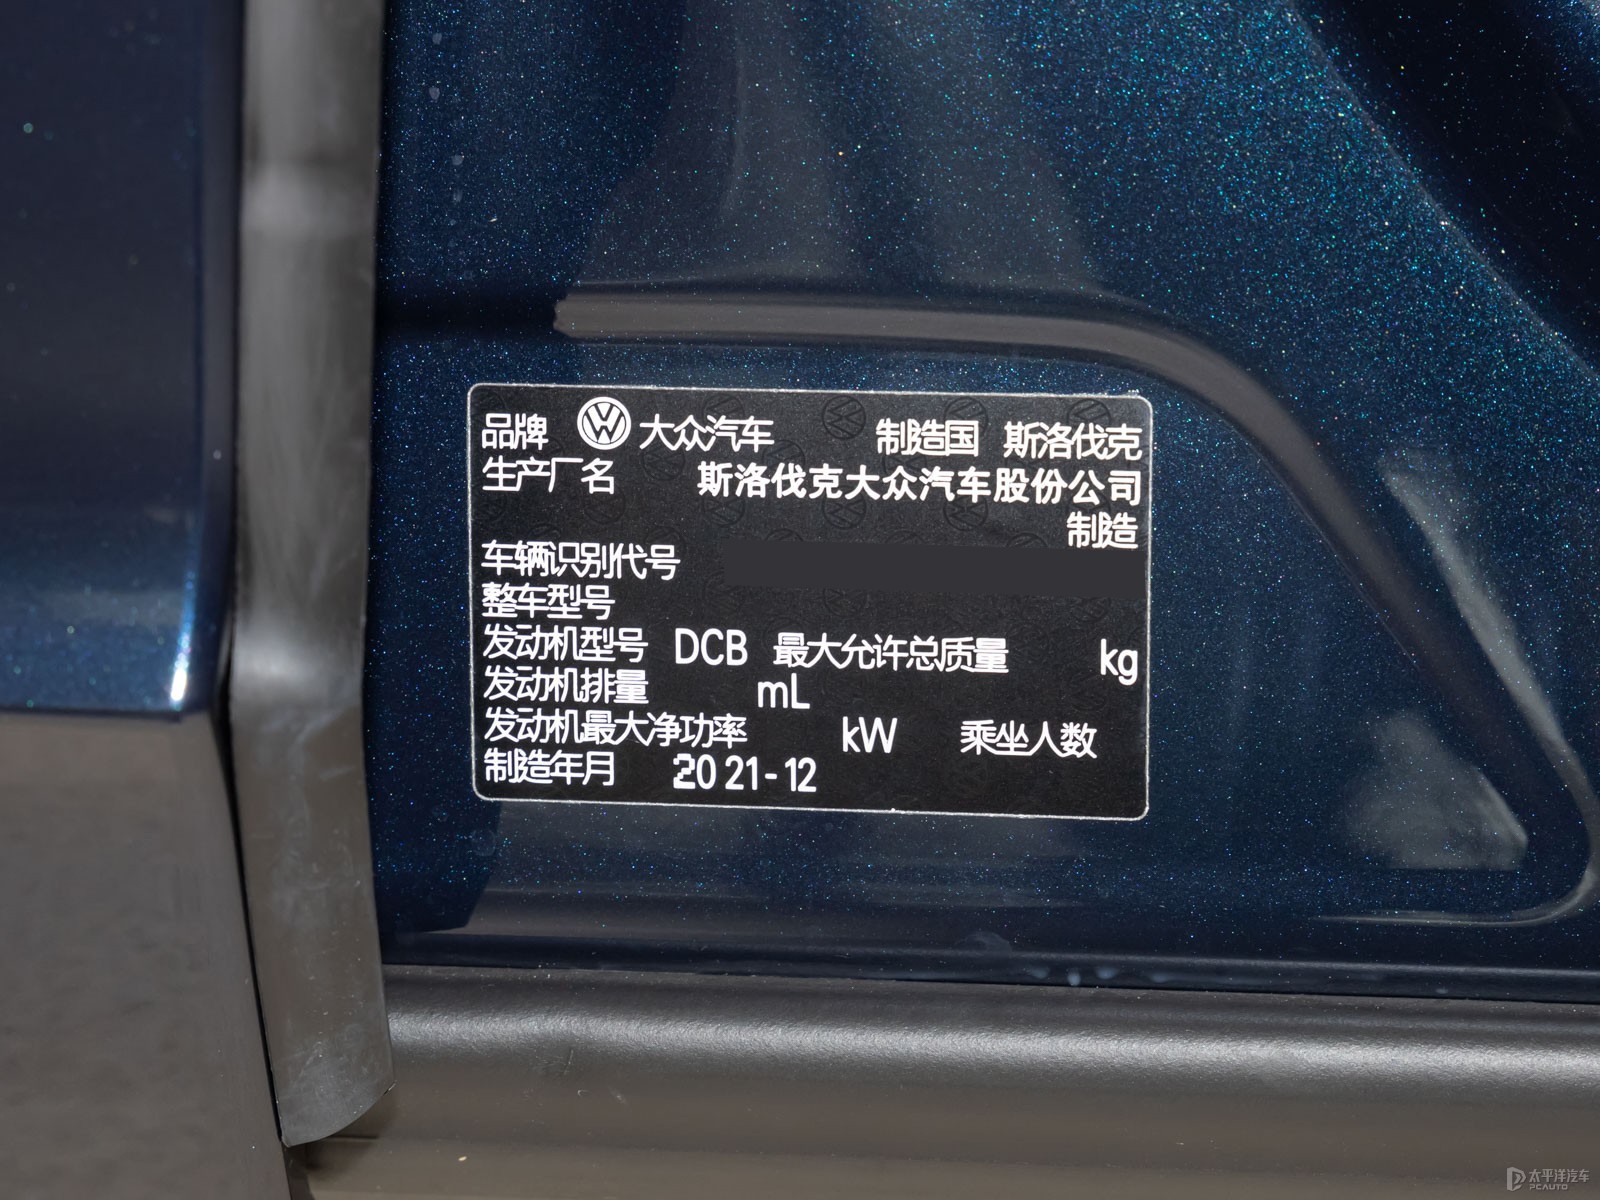 品牌 大众汽车 制造国 斯洛伐克
生产厂名 斯洛伐克大众汽车股份公司
制造
车辆识别代号
整车型号
发动机型号 DCB 最大允许总质量 kg
发动机排量 mL
发动机最大净功率 kW 乘坐人数
制造年月 2021-12
太平洋汽车
PCAUTO